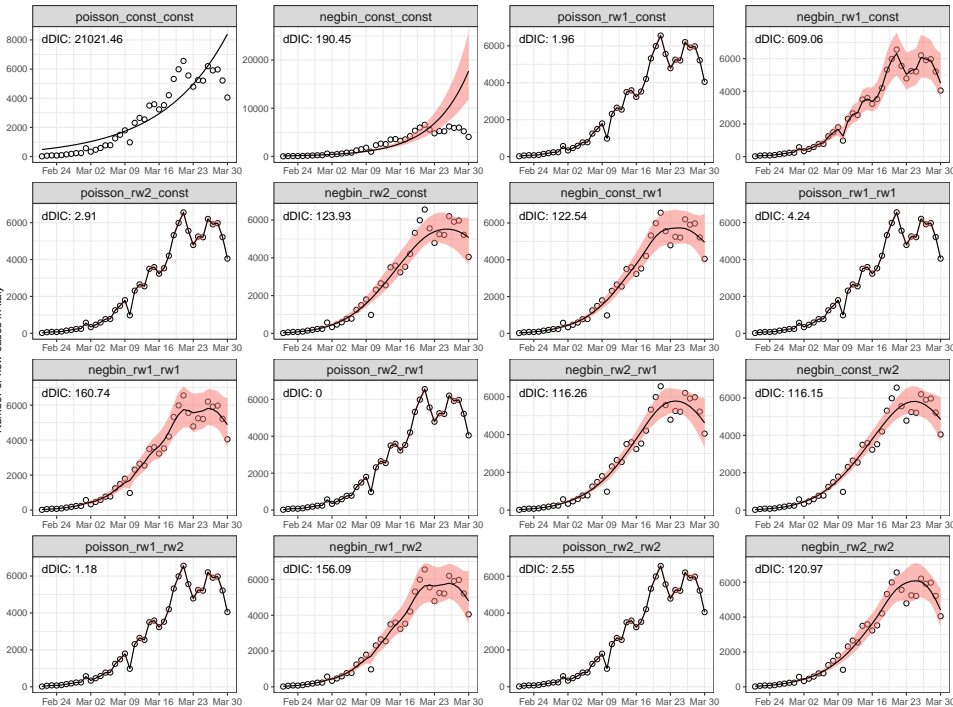 poisson_const_const
dDIC: 21021.46
8000
6000
4000
2000
0
Feb 24 Mar 02 Mar 09 Mar 16 Mar 23 Mar 30
negbin_const_const
dDIC: 190.45
20000
10000
0
Feb 24 Mar 02 Mar 09 Mar 16 Mar 23 Mar 30
poisson_rw1_const
dDIC: 1.96
6000
4000
2000
0
Feb 24 Mar 02 Mar 09 Mar 16 Mar 23 Mar 30
negbin_rw1_const
dDIC: 609.06
6000
4000
2000
0
Feb 24 Mar 02 Mar 09 Mar 16 Mar 23 Mar 30
poisson_rw2_const
dDIC: 2.91
6000
4000
2000
0
Feb 24 Mar 02 Mar 09 Mar 16 Mar 23 Mar 30
negbin_rw2_const
dDIC: 123.93
6000
4000
2000
0
Feb 24 Mar 02 Mar 09 Mar 16 Mar 23 Mar 30
negbin_const_rw1
dDIC: 122.54
6000
4000
2000
0
Feb 24 Mar 02 Mar 09 Mar 16 Mar 23 Mar 30
poisson_rw1_rw1
dDIC: 4.24
6000
4000
2000
0
Feb 24 Mar 02 Mar 09 Mar 16 Mar 23 Mar 30
negbin_rw1_rw1
dDIC: 160.74
6000
4000
2000
0
Feb 24 Mar 02 Mar 09 Mar 16 Mar 23 Mar 30
poisson_rw2_rw1
dDIC: 0
6000
4000
2000
0
Feb 24 Mar 02 Mar 09 Mar 16 Mar 23 Mar 30
negbin_rw2_rw1
dDIC: 116.26
6000
4000
2000
0
Feb 24 Mar 02 Mar 09 Mar 16 Mar 23 Mar 30
negbin_const_rw2
dDIC: 116.15
6000
4000
2000
0
Feb 24 Mar 02 Mar 09 Mar 16 Mar 23 Mar 30
poisson_rw1_rw2
dDIC: 1.18
6000
4000
2000
0
Feb 24 Mar 02 Mar 09 Mar 16 Mar 23 Mar 30
negbin_rw1_rw2
dDIC: 156.09
6000
4000
2000
0
Feb 24 Mar 02 Mar 09 Mar 16 Mar 23 Mar 30
poisson_rw2_rw2
dDIC: 2.55
6000
4000
2000
0
Feb 24 Mar 02 Mar 09 Mar 16 Mar 23 Mar 30
negbin_rw2_rw2
dDIC: 120.97
6000
4000
2000
0
Feb 24 Mar 02 Mar 09 Mar 16 Mar 23 Mar 30